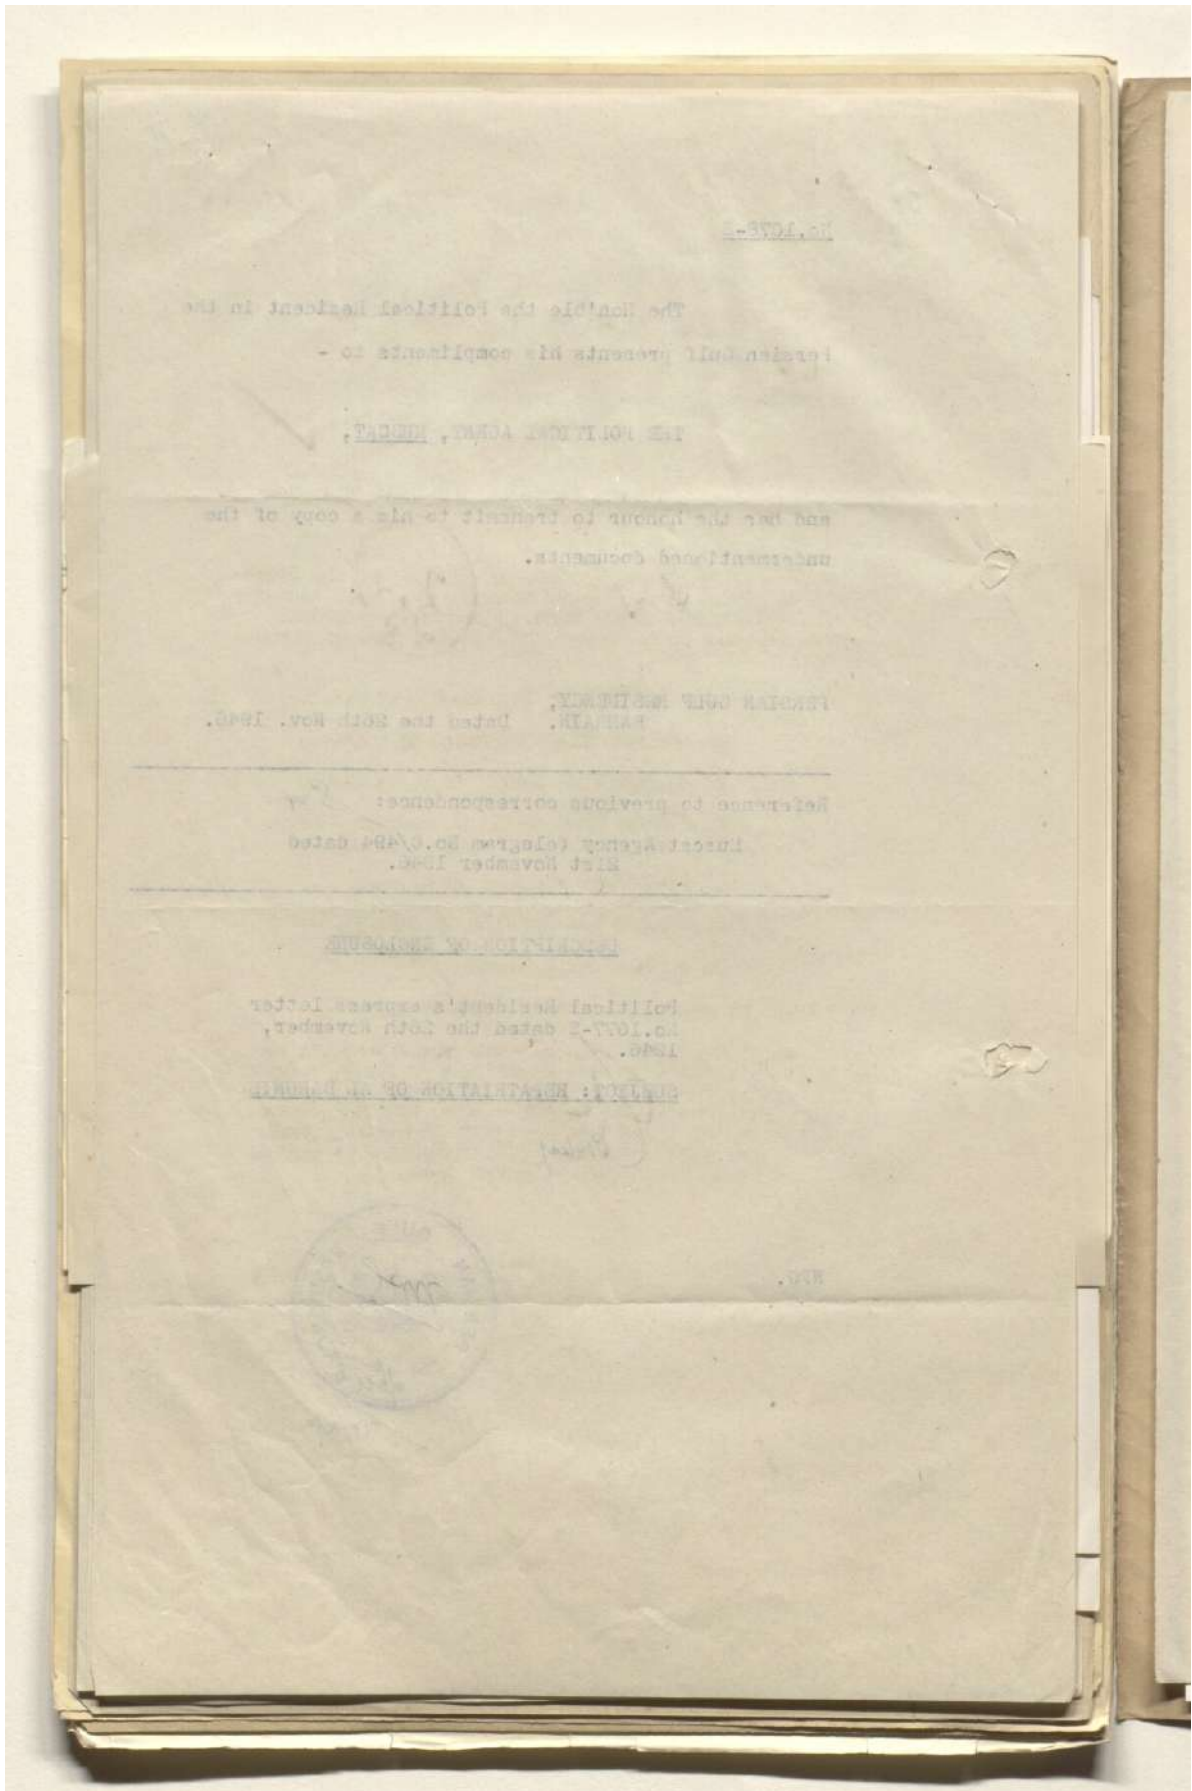 No.1078-S
The Hon'ble the Political Resident in the
Persian Gulf presents his compliments to -
THE POLITICAL AGENT, MUSCAT,
and has the honour to transmit to him a copy of the
undermentioned documents.
PERSIAN GULF RESIDENCY,
BAHRAIN. Dated the 26th Nov. 1946.
Reference to previous correspondence:
Muscat Agency telegram No.C/494 dated
21st November 1946.
DESCRIPTION OF ENCLOSURE
Political Resident's express letter
No.1077-S dated the 26th November,
1946.
SUBJECT: REPATRIATION OF AL
NPG.